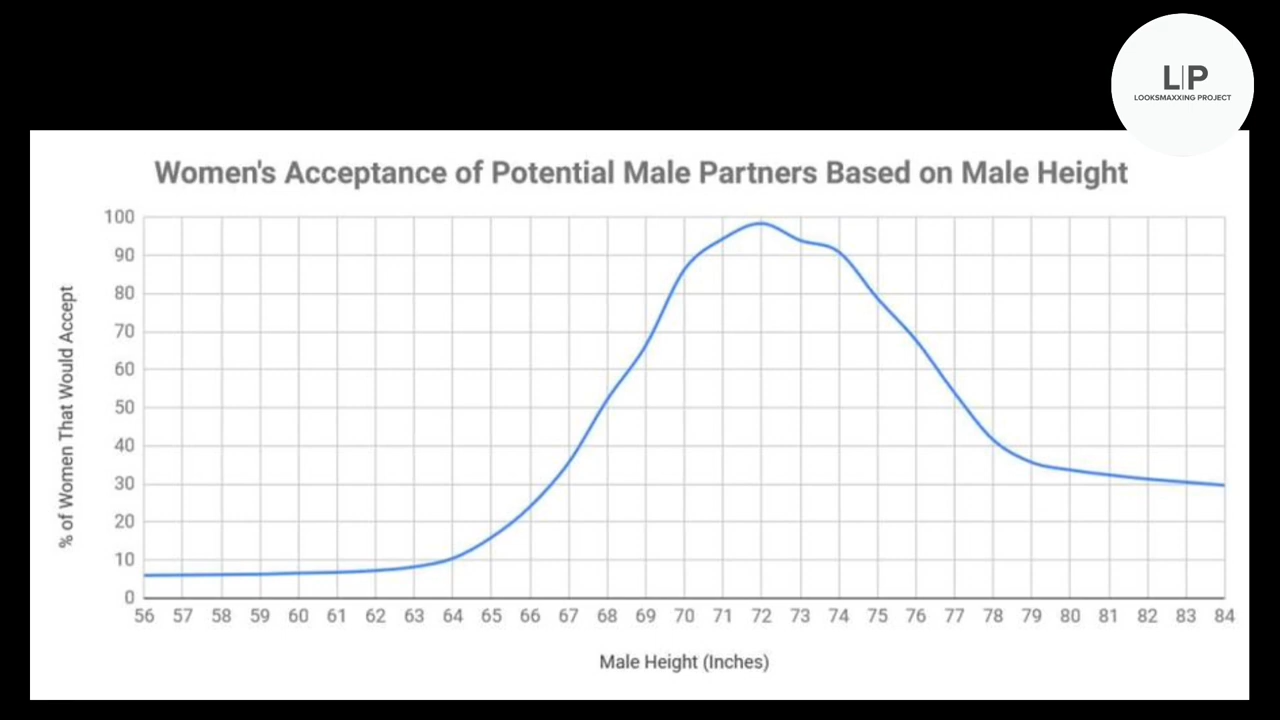 L|P
LOOKSMAXXING PROJECT
Women's Acceptance of Potential Male Partners Based on Male Height
% of Women That Would Accept
100
90
80
70
60
50
40
30
20
10
0
56 57 58 59 60 61 62 63 64 65 66 67 68 69 70 71 72 73 74 75 76 77 78 79 80 81 82 83 84
Male Height (Inches)